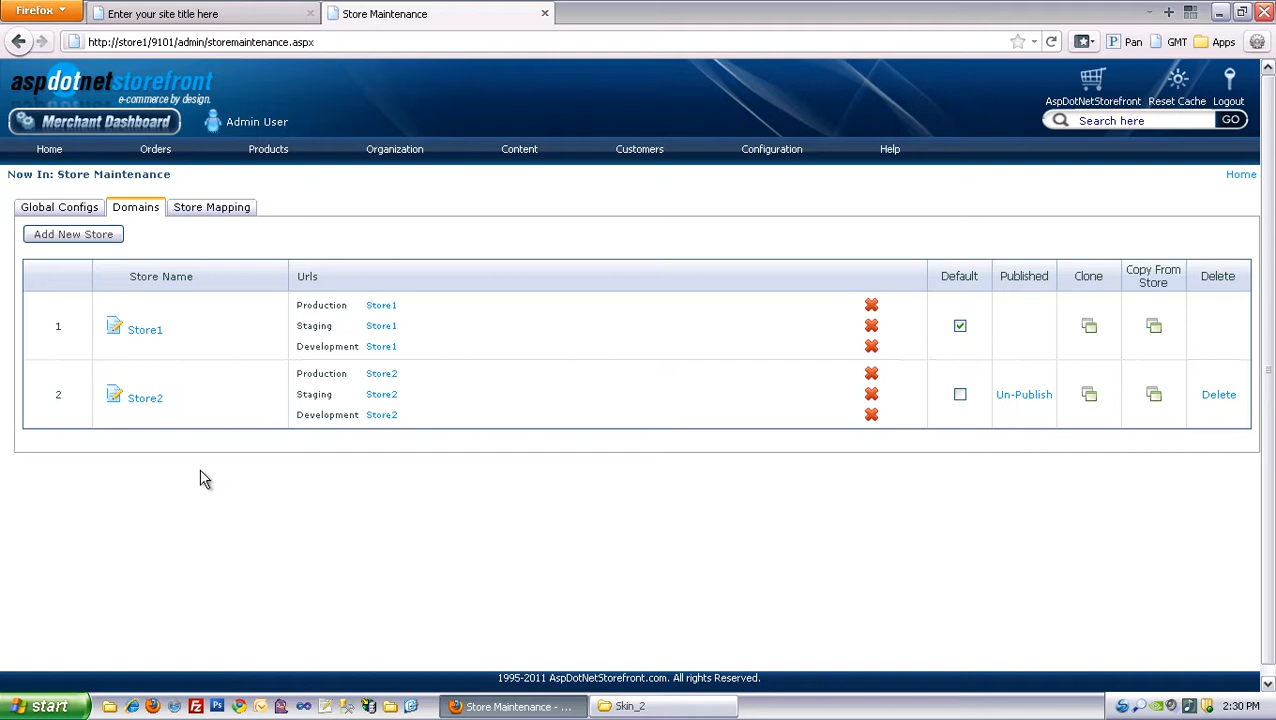 Firefox
Enter your site title here
Store Maintenance
http://store1/9101/admin/storemaintenance.aspx
Pan
GMT
Apps
aspdotnetstorefront
e-commerce by design.
Merchant Dashboard
Admin User
AspDotNetStorefront
Reset Cache
Logout
Search here
GO
Home
Orders
Products
Organization
Content
Customers
Configuration
Help
Now In: Store Maintenance
Home
Global Configs
Domains
Store Mapping
Add New Store
Store Name
Urls
Default
Published
Clone
Copy From Store
Delete
1
Store1
Production Store1
Staging Store1
Development Store1
2
Store2
Production Store2
Staging Store2
Development Store2
Un-Publish
Delete
1995-2011 AspDotNetStorefront.com. All rights Reserved.
start
Store Maintenance - ...
Skin_2
2:30 PM